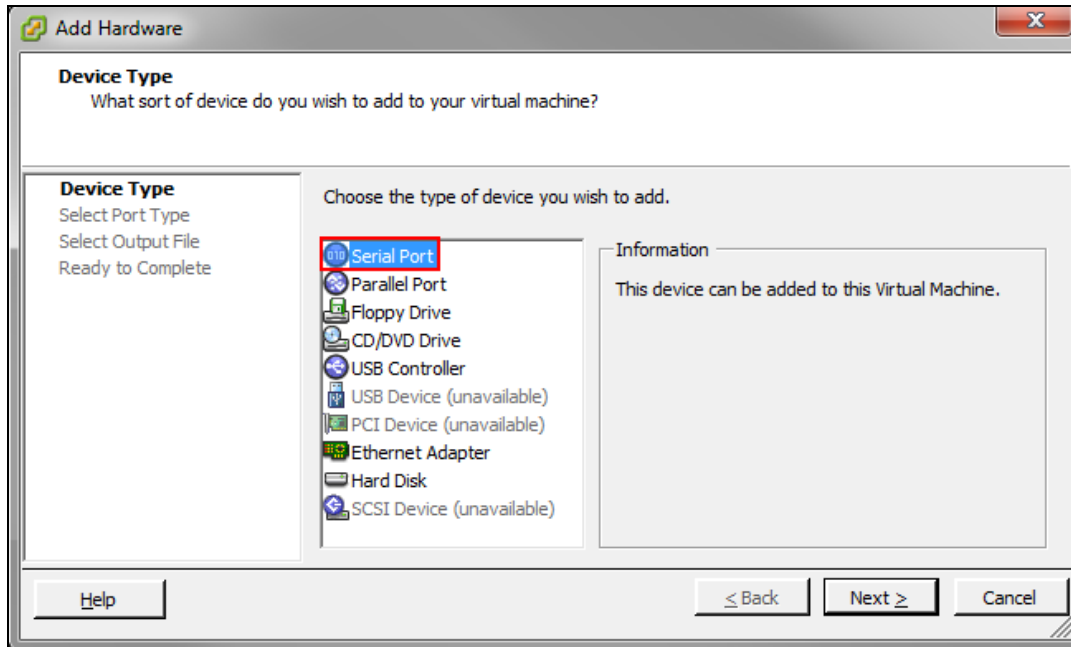 Add Hardware
Device Type
What sort of device do you wish to add to your virtual machine?
Device Type
Select Port Type
Select Output File
Ready to Complete
Choose the type of device you wish to add.
Serial Port
Parallel Port
Floppy Drive
CD/DVD Drive
USB Controller
USB Device (unavailable)
PCI Device (unavailable)
Ethernet Adapter
Hard Disk
SCSI Device (unavailable)
Information
This device can be added to this Virtual Machine.
Help
< Back
Next >
Cancel